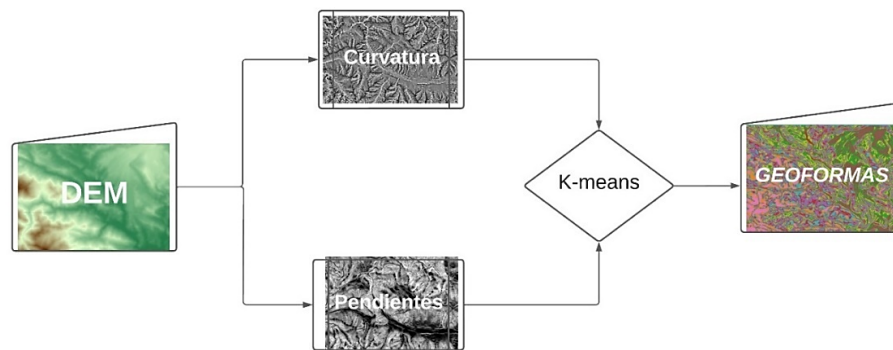 Curvatura
DEM
K-means
GEOFORMAS
Pendientes